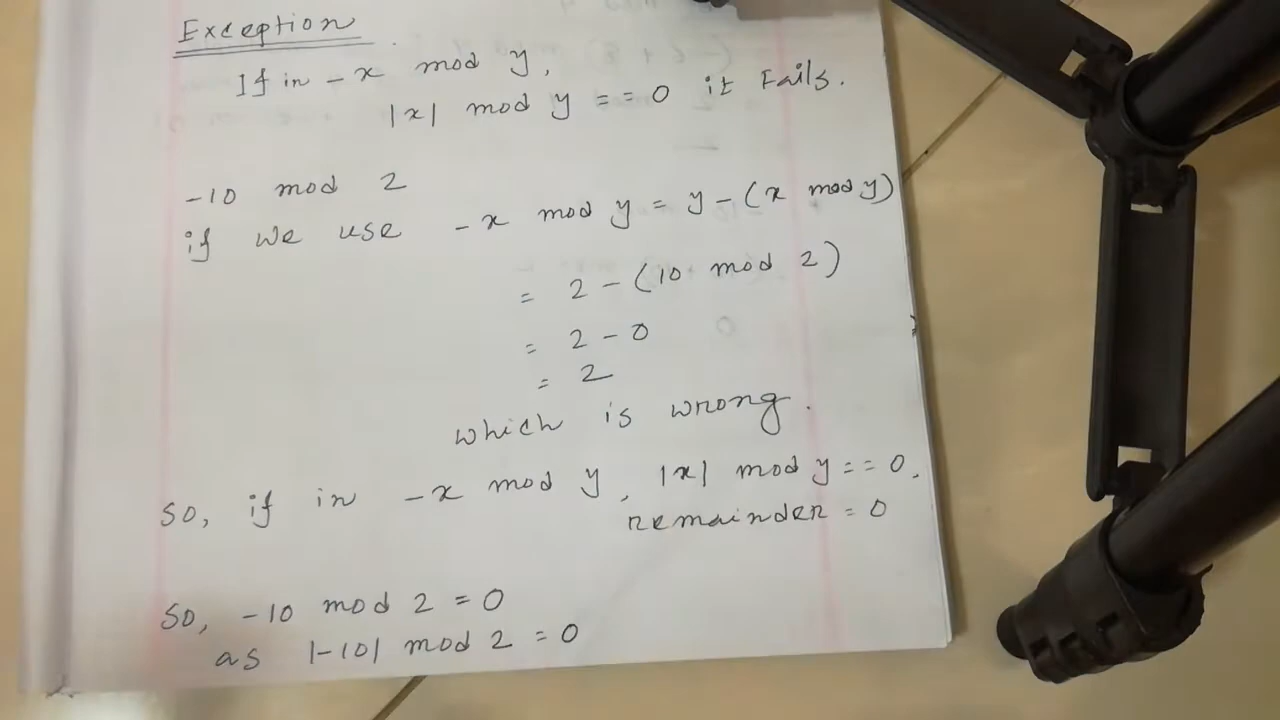 Exception
If in -x mod y,
|x| mod y == 0 it Fails.
-10 mod 2
if we use -x mod y = y - (x mod y)
= 2 - (10 mod 2)
= 2 - 0
= 2
which is wrong.
So, if in -x mod y, |x| mod y == 0.
remainder = 0
So, -10 mod 2 = 0
as |-10| mod 2 = 0